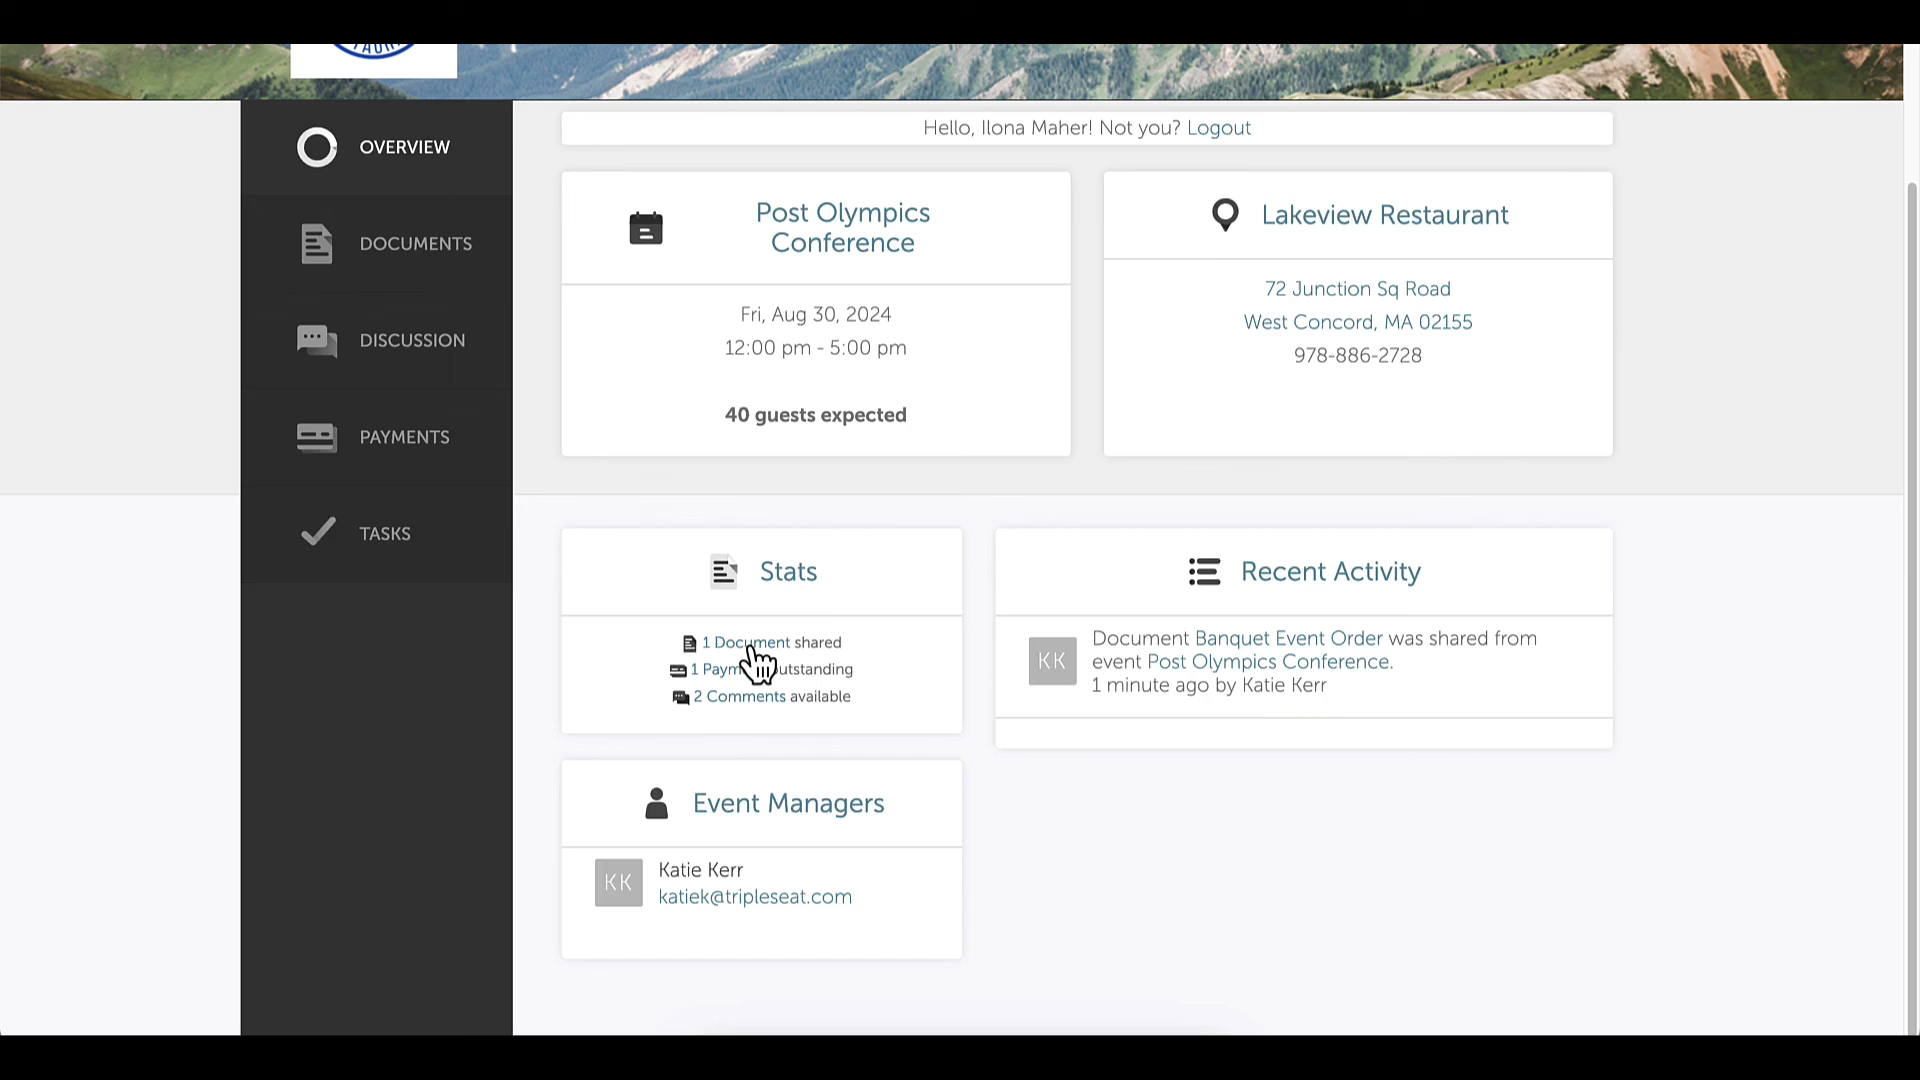 Hello, Ilona Maher! Not you? Logout
OVERVIEW
DOCUMENTS
DISCUSSION
PAYMENTS
TASKS
Post Olympics
Conference
Fri, Aug 30, 2024
12:00 pm - 5:00 pm
40 guests expected
Lakeview Restaurant
72 Junction Sq Road
West Concord, MA 02155
978-886-2728
Stats
1 Document shared
1 Paym utstanding
2 Comments available
Recent Activity
KK
Document Banquet Event Order was shared from
event Post Olympics Conference.
1 minute ago by Katie Kerr
Event Managers
KK
Katie Kerr
katiek@tripleseat.com